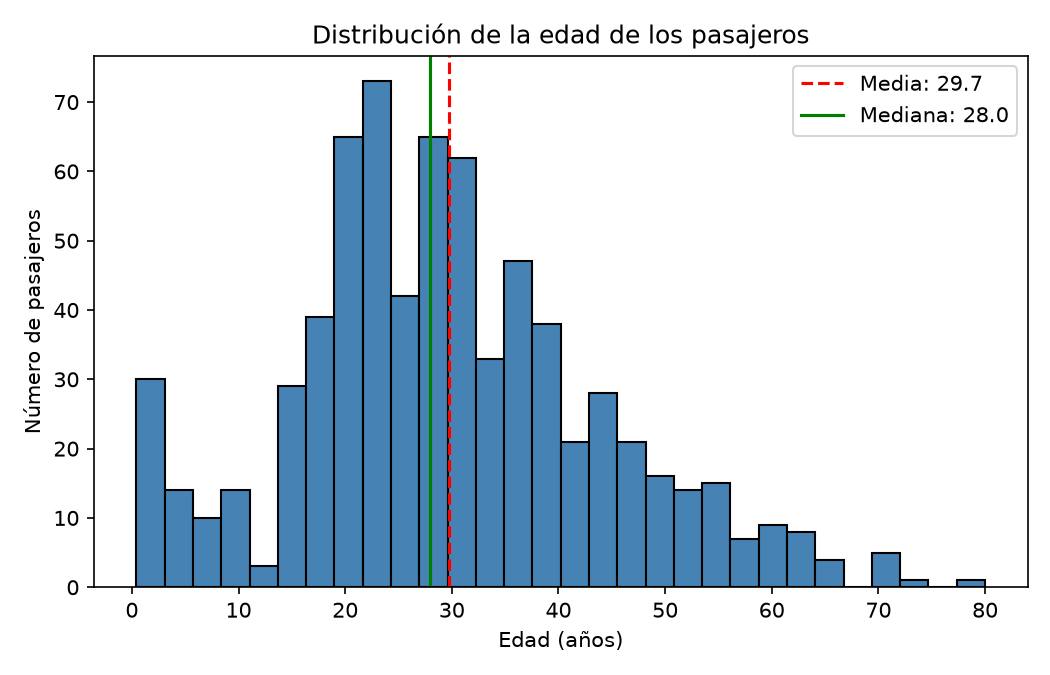 Distribución de la edad de los pasajeros
Media: 29.7
Mediana: 28.0
Número de pasajeros
70
60
50
40
30
20
10
0
0 10 20 30 40 50 60 70 80
Edad (años)